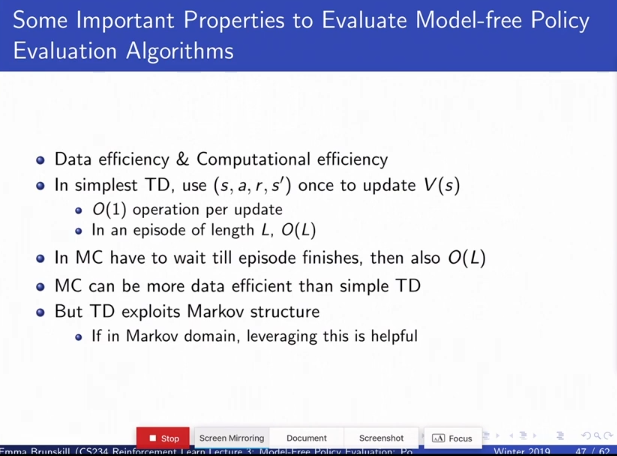 Some Important Properties to Evaluate Model-free Policy
Evaluation Algorithms
Data efficiency & Computational efficiency
In simplest TD, use (s, a, r, s′) once to update V(s)
O(1) operation per update
In an episode of length L, O(L)
In MC have to wait till episode finishes, then also O(L)
MC can be more data efficient than simple TD
But TD exploits Markov structure
If in Markov domain, leveraging this is helpful
Stop Screen Mirroring Document Screenshot AA Focus
Emma Brunskill (CS234 Reinforcement Learn Lecture 3: Model-Free Policy Evaluation: Po Winter 2019 47 / 62